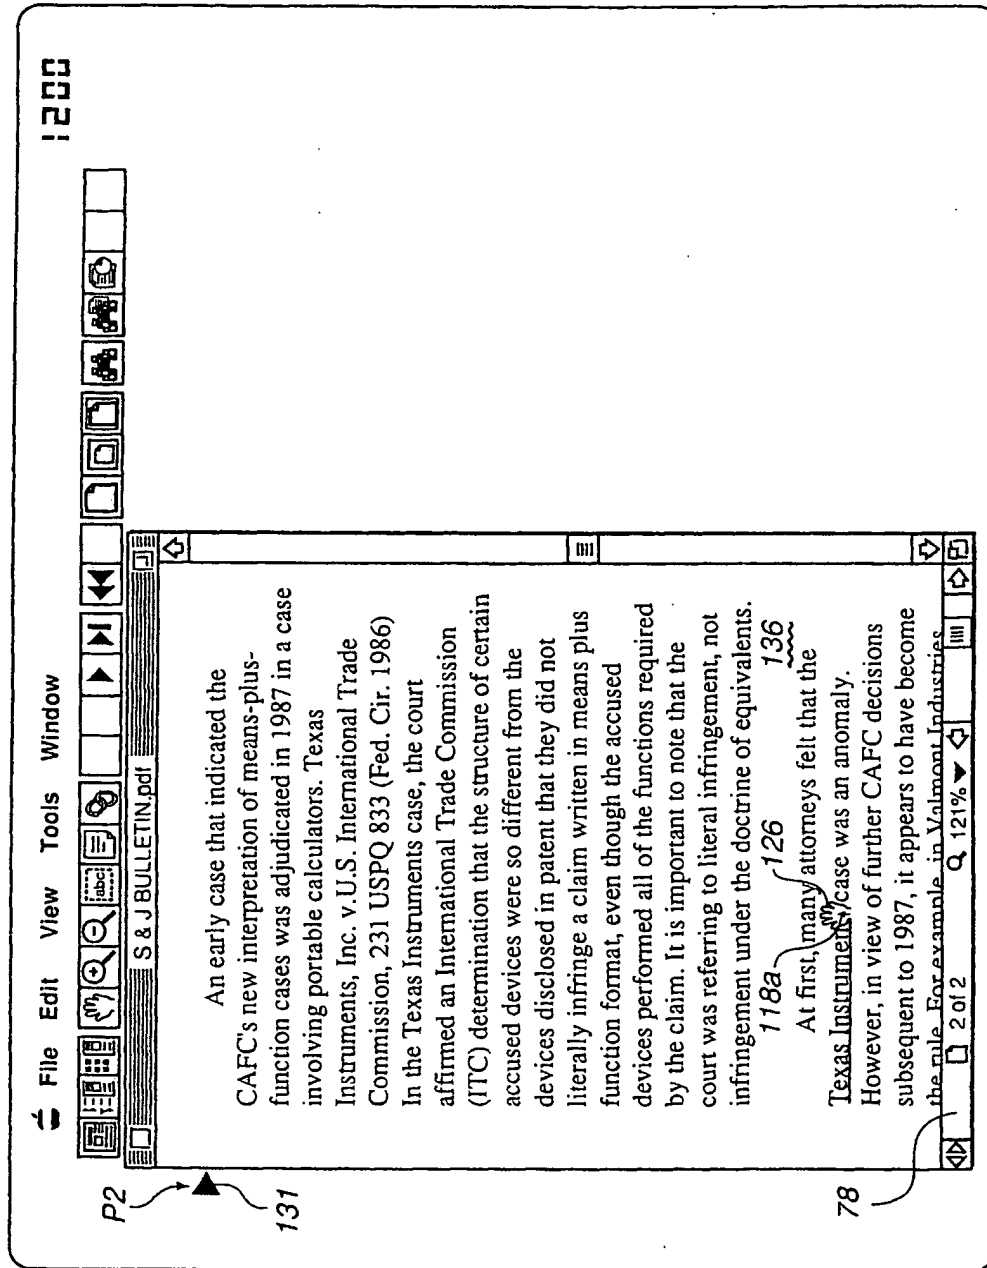 1200
File Edit View Tools Window
abc
S & J BULLETIN.pdf
P2
131
An early case that indicated the
CAFC's new interpretation of means-plus-
function cases was adjudicated in 1987 in a case
involving portable calculators. Texas
Instruments, Inc. v. U.S. International Trade
Commission, 231 USPQ 833 (Fed. Cir. 1986)
In the Texas Instruments case, the court
affirmed an International Trade Commission
(ITC) determination that the structure of certain
accused devices were so different from the
devices disclosed in patent that they did not
literally infringe a claim written in means plus
function format, even though the accused
devices performed all of the functions required
by the claim. It is important to note that the
court was referring to literal infringement, not
infringement under the doctrine of equivalents.
118a 126 136
At first, many attorneys felt that the
Texas Instruments case was an anomaly.
However, in view of further CAFC decisions
subsequent to 1987, it appears to have become
the rule. For example, in Valmont Industries
78
2 of 2 121%